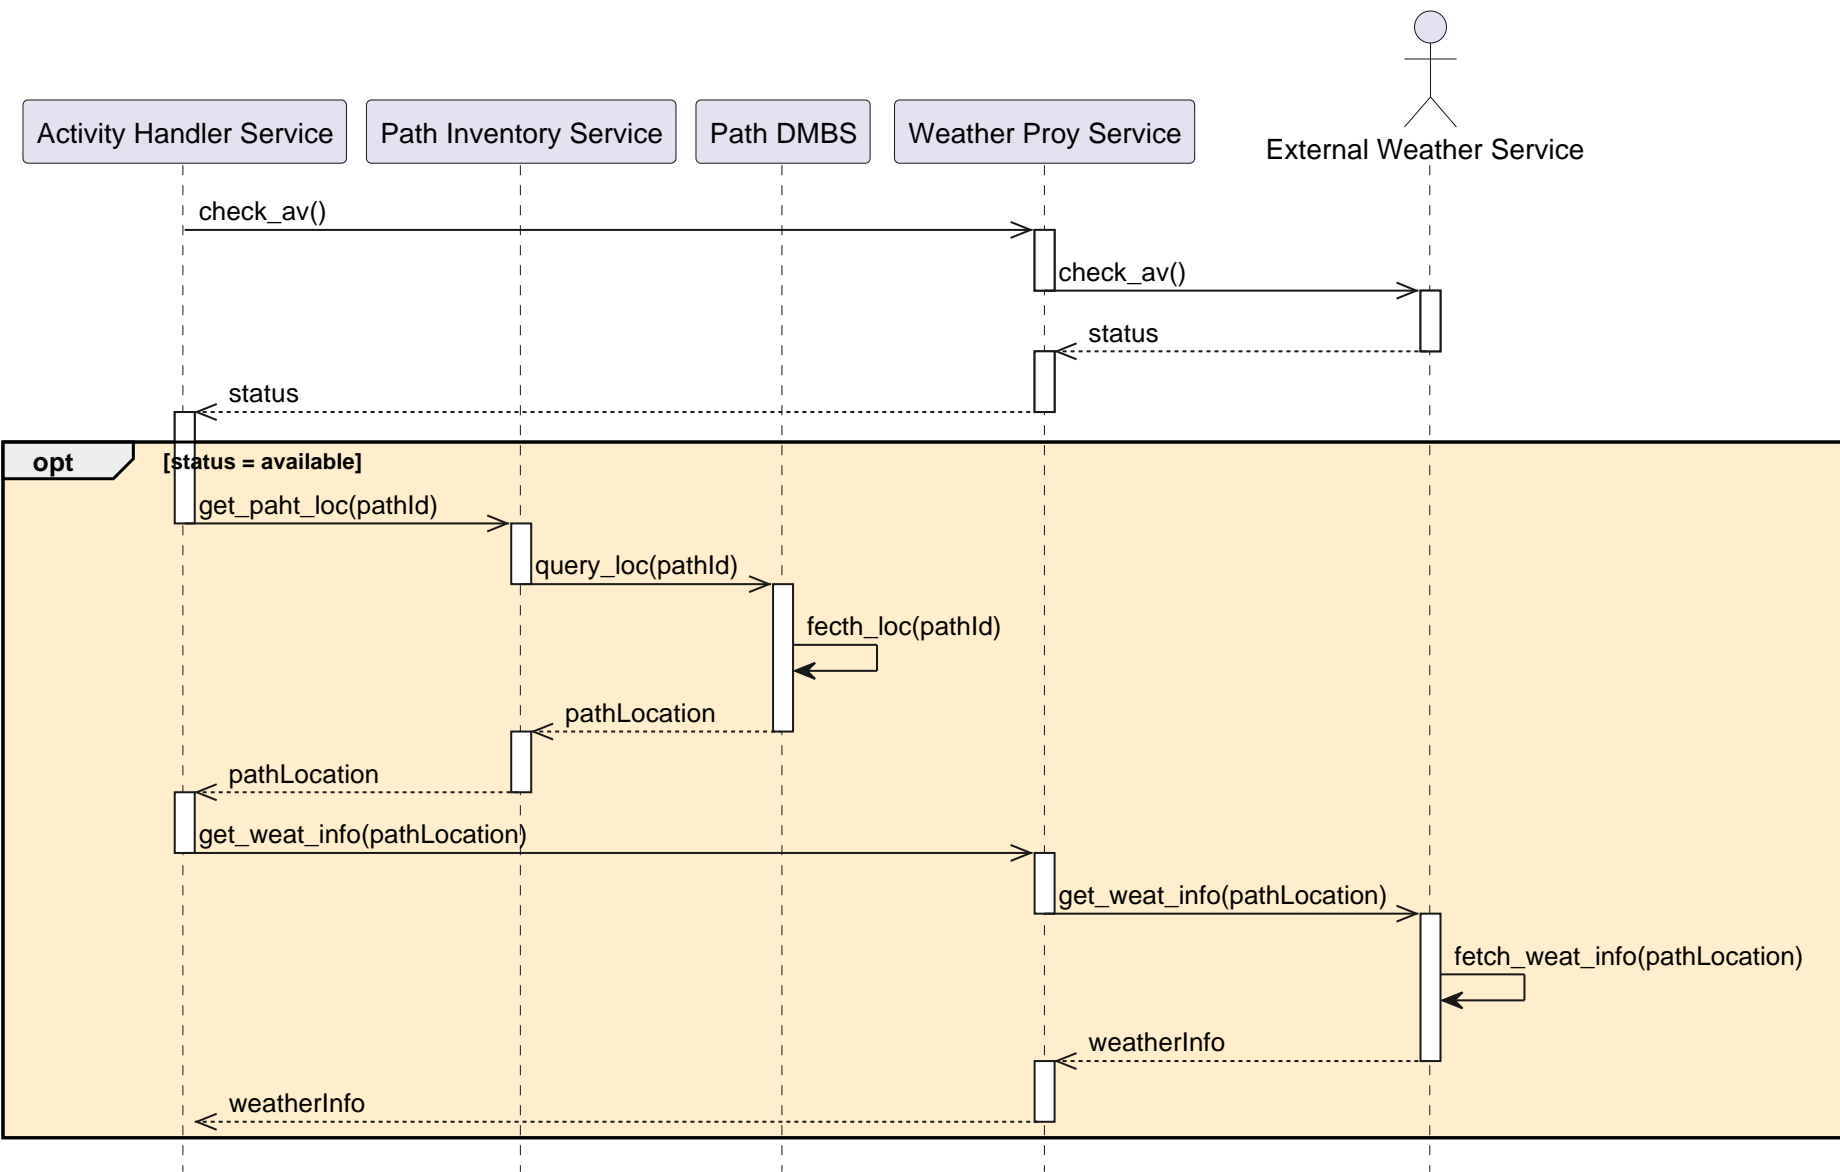 Activity Handler Service
Path Inventory Service
Path DMBS
Weather Proy Service
External Weather Service
check_av()
check_av()
status
status
opt
[status = available]
get_paht_loc(pathId)
query_loc(pathId)
fecth_loc(pathId)
pathLocation
pathLocation
get_weat_info(pathLocation)
get_weat_info(pathLocation)
fetch_weat_info(pathLocation)
weatherInfo
weatherInfo